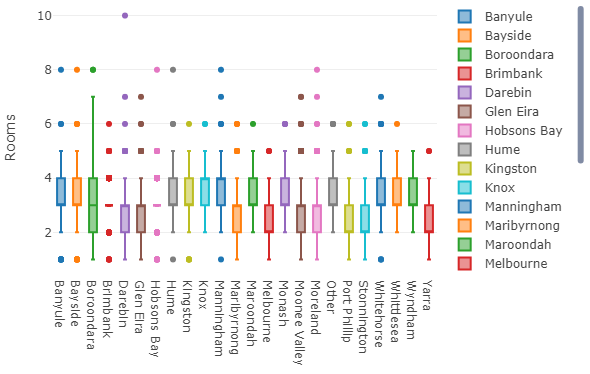 10
8
6
4
2
Rooms
Banyule
Bayside
Boroondara
Brimbank
Darebin
Glen Eira
Hobsons Bay
Hume
Kingston
Knox
Manningham
Maribyrnong
Maroondah
Melbourne
Monash
Moonee Valley
Moreland
Other
Port Phillip
Stonnington
Whitehorse
Whittlesea
Wyndham
Yarra
Banyule
Bayside
Boroondara
Brimbank
Darebin
Glen Eira
Hobsons Bay
Hume
Kingston
Knox
Manningham
Maribyrnong
Maroondah
Melbourne